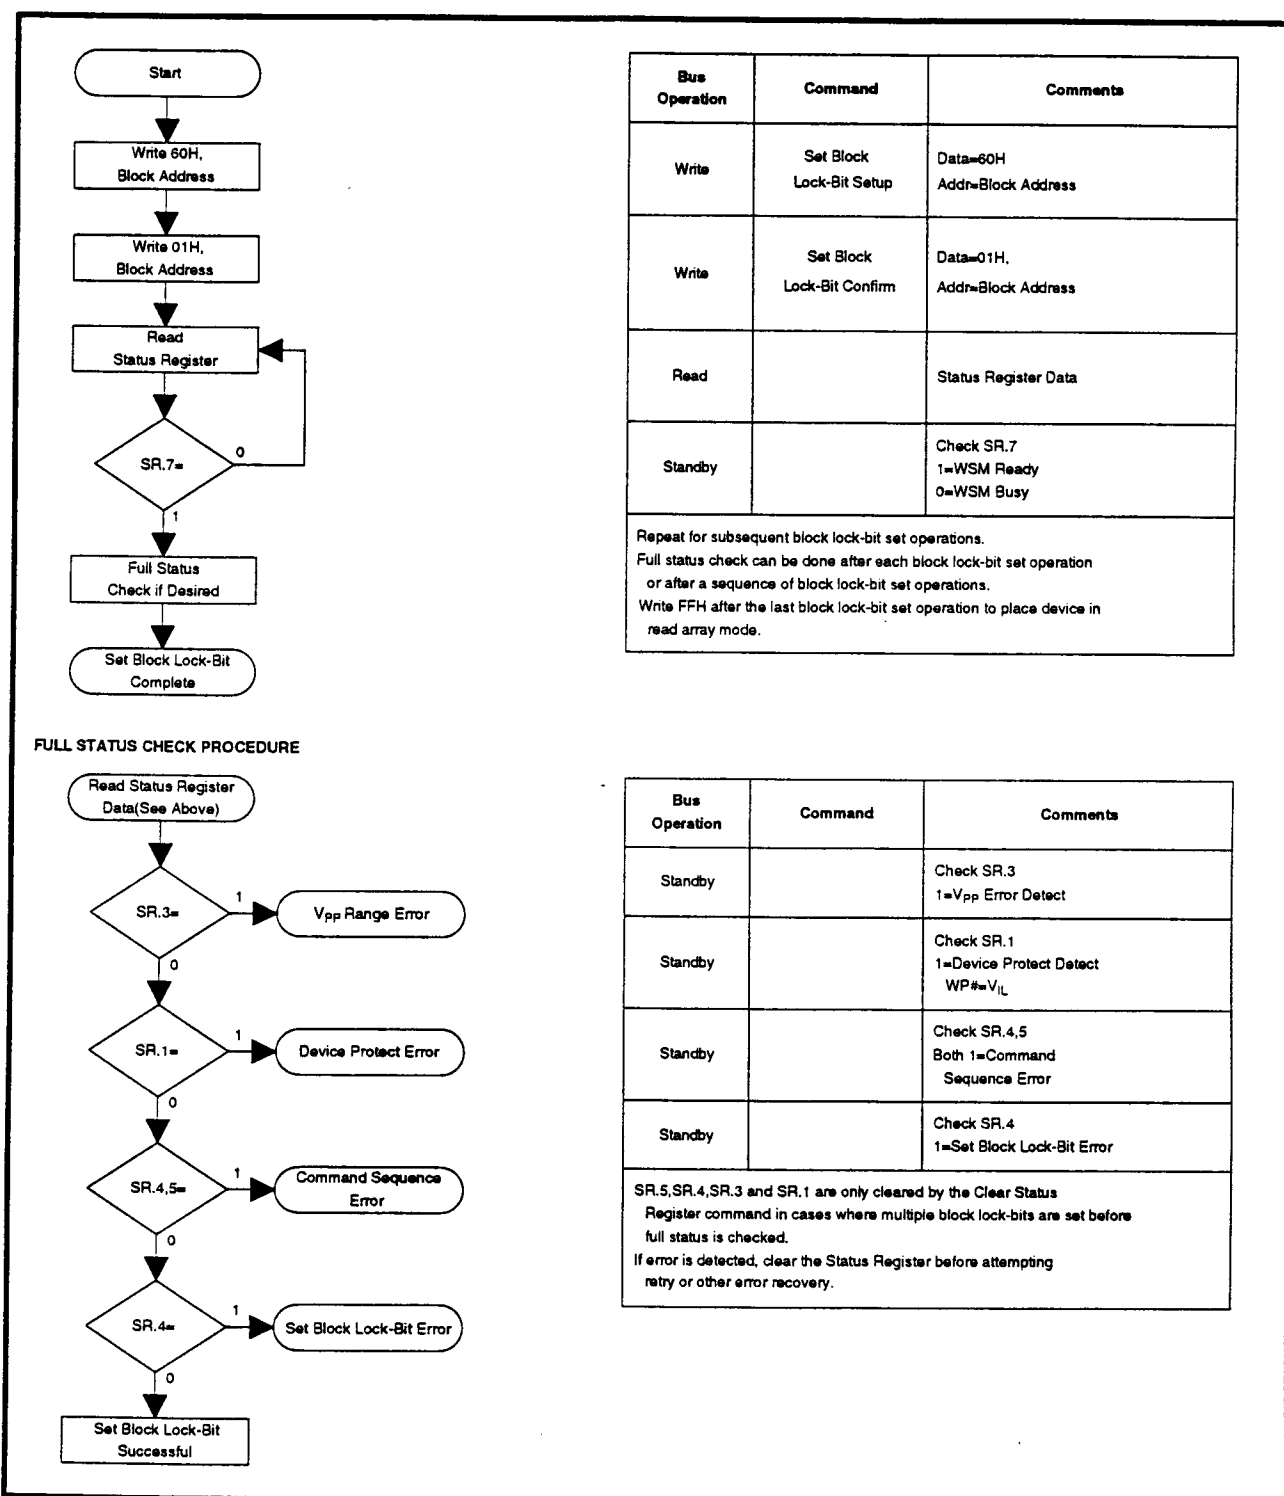 Start
Write 60H,
Block Address
Write 01H,
Block Address
Read
Status Register
SR.7=
0
1
Full Status
Check if Desired
Set Block Lock-Bit
Complete
Bus
Operation
Command
Comments
Write
Set Block
Lock-Bit Setup
Data=60H
Addr=Block Address
Write
Set Block
Lock-Bit Confirm
Data=01H,
Addr=Block Address
Read
Status Register Data
Standby
Check SR.7
1=WSM Ready
0=WSM Busy
Repeat for subsequent block lock-bit set operations.
Full status check can be done after each block lock-bit set operation
or after a sequence of block lock-bit set operations.
Write FFH after the last block lock-bit set operation to place device in
read array mode.
FULL STATUS CHECK PROCEDURE
Read Status Register
Data(See Above)
SR.3=
1
VPP Range Error
0
SR.1=
1
Device Protect Error
0
SR.4,5=
1
Command Sequence
Error
0
SR.4=
1
Set Block Lock-Bit Error
0
Set Block Lock-Bit
Successful
Bus
Operation
Command
Comments
Standby
Check SR.3
1=VPP Error Detect
Standby
Check SR.1
1=Device Protect Detect
WP#=VIL
Standby
Check SR.4,5
Both 1=Command
Sequence Error
Standby
Check SR.4
1=Set Block Lock-Bit Error
SR.5,SR.4,SR.3 and SR.1 are only cleared by the Clear Status
Register command in cases where multiple block lock-bits are set before
full status is checked.
If error is detected, clear the Status Register before attempting
retry or other error recovery.